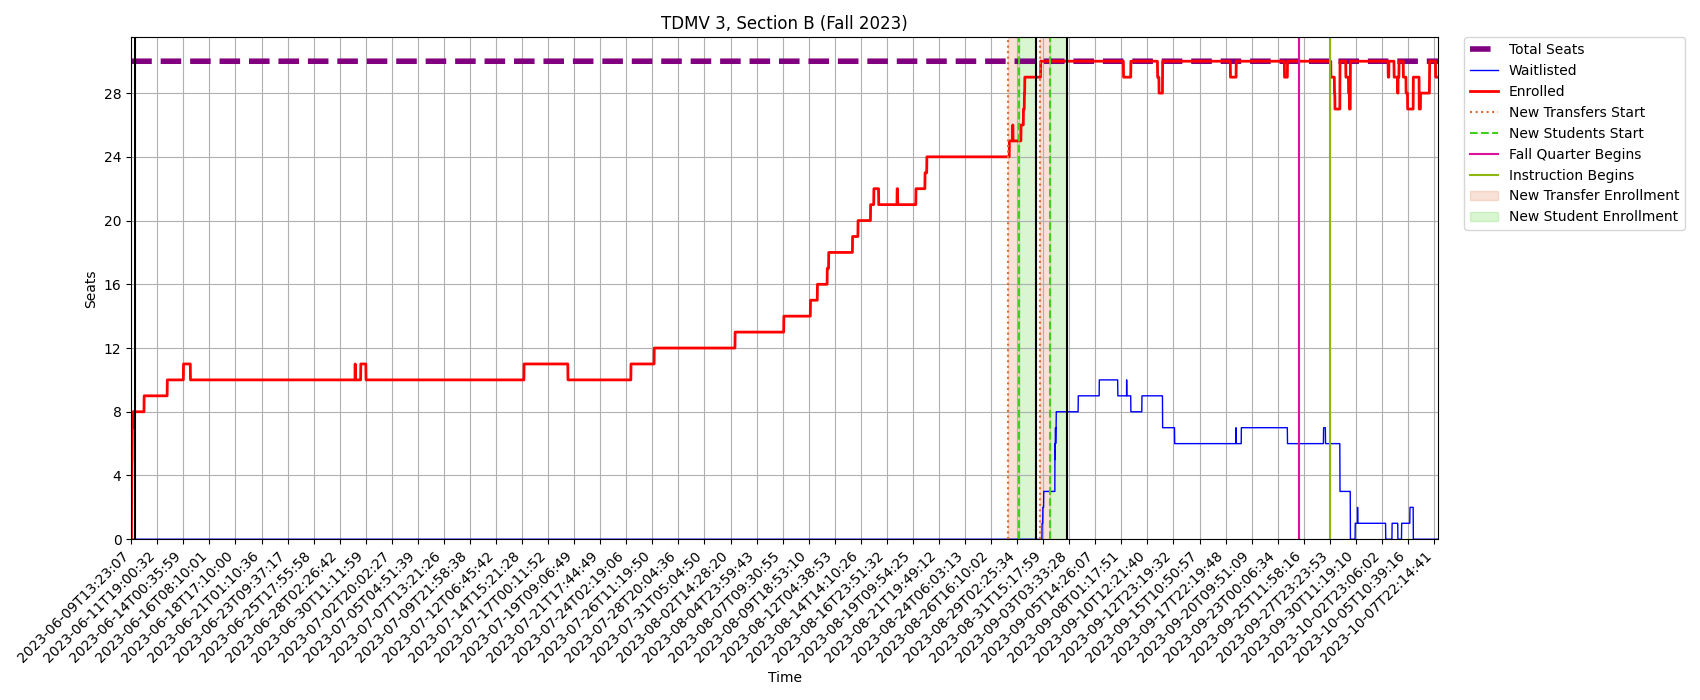 TDMV 3, Section B (Fall 2023)
Total Seats
Waitlisted
Enrolled
New Transfers Start
New Students Start
Fall Quarter Begins
Instruction Begins
New Transfer Enrollment
New Student Enrollment
Seats
28
24
20
16
12
8
4
0
2023-06-09T13:23:07
2023-06-11T19:00:32
2023-06-14T00:35:59
2023-06-16T08:10:01
2023-06-18T17:10:00
2023-06-21T01:10:36
2023-06-23T09:37:17
2023-06-25T17:55:58
2023-06-28T02:26:42
2023-06-30T11:11:59
2023-07-02T20:02:27
2023-07-05T04:51:39
2023-07-07T13:21:26
2023-07-09T21:58:38
2023-07-12T06:45:42
2023-07-14T15:21:28
2023-07-17T00:11:52
2023-07-19T09:06:49
2023-07-21T17:44:49
2023-07-24T02:19:06
2023-07-26T11:19:50
2023-07-28T20:04:36
2023-07-31T05:04:50
2023-08-02T14:28:20
2023-08-04T23:59:43
2023-08-07T09:30:55
2023-08-09T18:53:10
2023-08-12T04:38:53
2023-08-14T14:10:26
2023-08-16T23:51:32
2023-08-19T09:54:25
2023-08-21T19:49:12
2023-08-24T06:03:13
2023-08-26T16:10:02
2023-08-29T02:25:34
2023-08-31T15:17:59
2023-09-03T03:33:28
2023-09-05T14:26:07
2023-09-08T01:17:51
2023-09-10T12:21:40
2023-09-12T23:19:32
2023-09-15T10:50:57
2023-09-17T22:19:48
2023-09-20T09:51:09
2023-09-23T00:06:34
2023-09-25T11:58:16
2023-09-27T23:23:53
2023-09-30T11:19:16
2023-10-02T23:06:02
2023-10-05T10:39:16
2023-10-07T22:14:41
Time